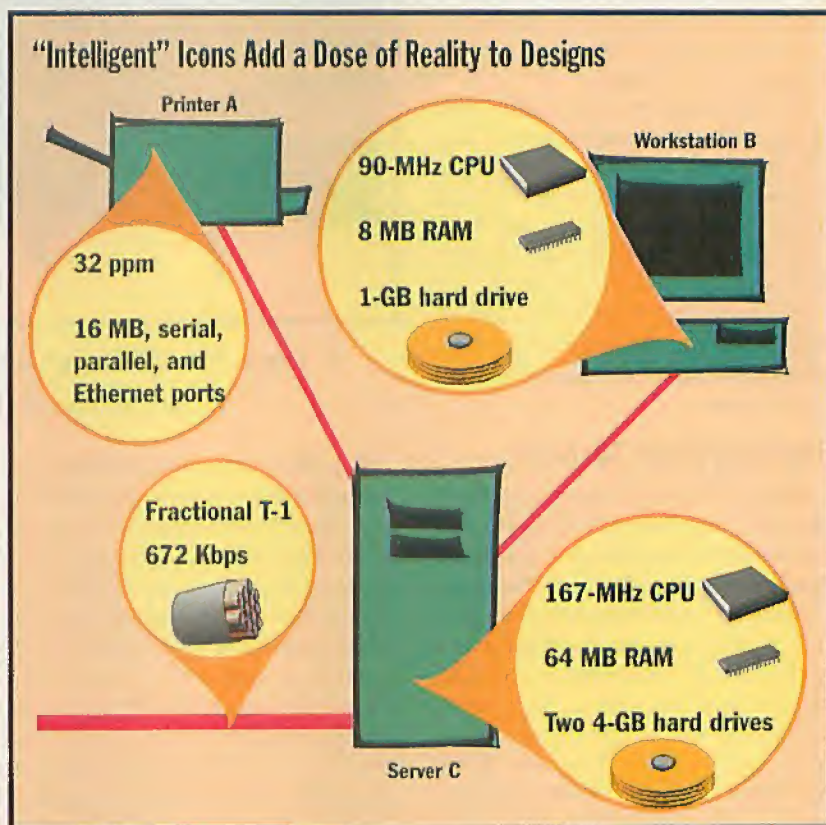 “Intelligent” Icons Add a Dose of Reality to Designs
Printer A
32 ppm
16 MB, serial,
parallel, and
Ethernet ports
90-MHz CPU
8 MB RAM
1-GB hard drive
Workstation B
Fractional T-1
672 Kbps
167-MHz CPU
64 MB RAM
Two 4-GB hard drives
Server C